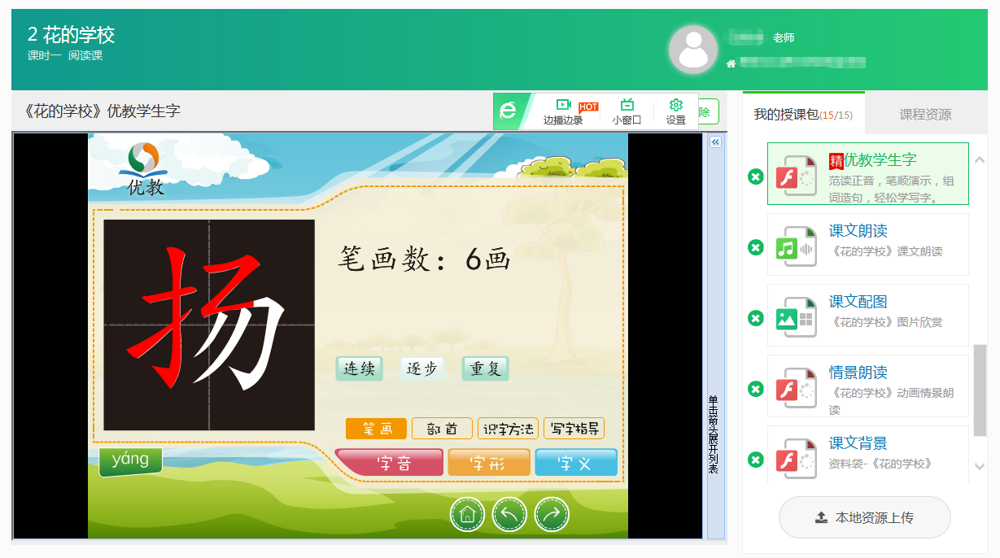 2 花的学校
课时一 阅读课
老师
《花的学校》优教学生字
e
边播边录
HOT
小窗口
设置
除
优教
扬
笔画数：6画
连续
逐步
重复
笔画
部首
识字方法
写字指导
yáng
字音
字形
字义
单击箭头展开列表
我的授课包(15/15)
课程资源
精优教学生字
范读正音，笔顺演示，组
词造句，轻松学写字。
课文朗读
《花的学校》课文朗读
课文配图
《花的学校》图片欣赏
情景朗读
《花的学校》动画情景朗
读
课文背景
资料袋-《花的学校》
本地资源上传